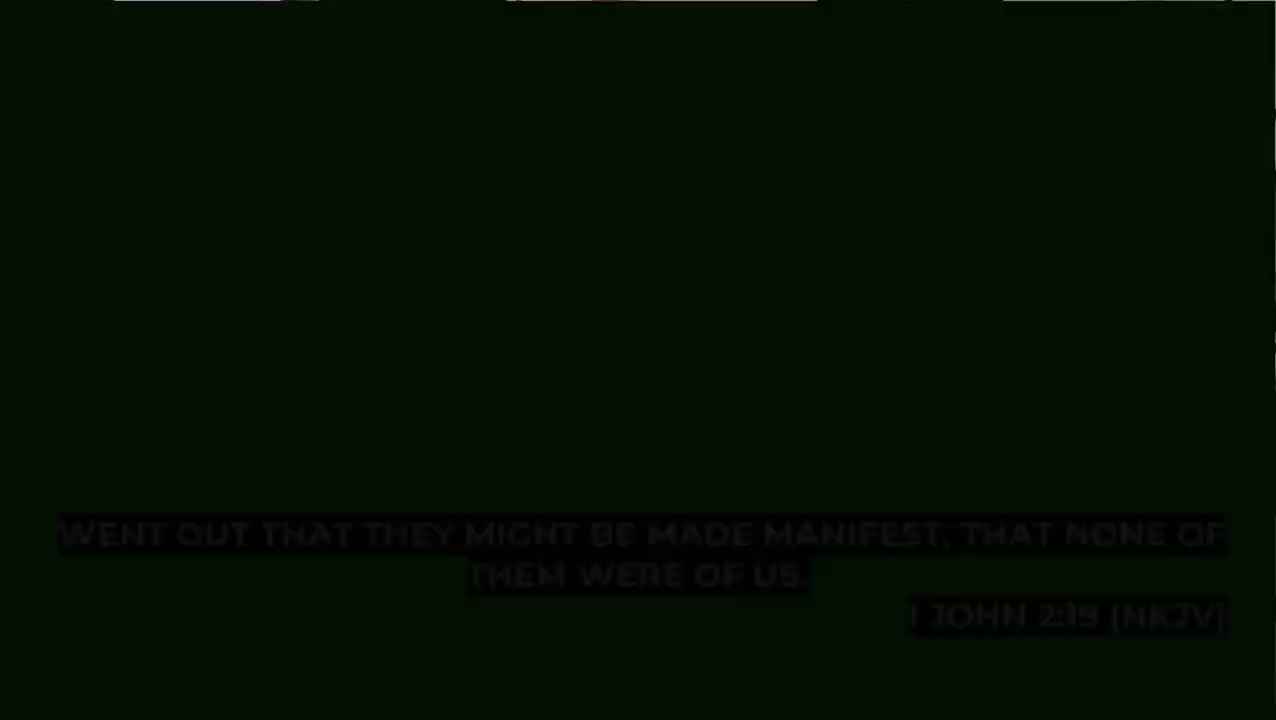 WENT OUT THAT THEY MIGHT BE MADE MANIFEST, THAT NONE OF
THEM WERE OF US.
I JOHN 2:19 (NKJV)